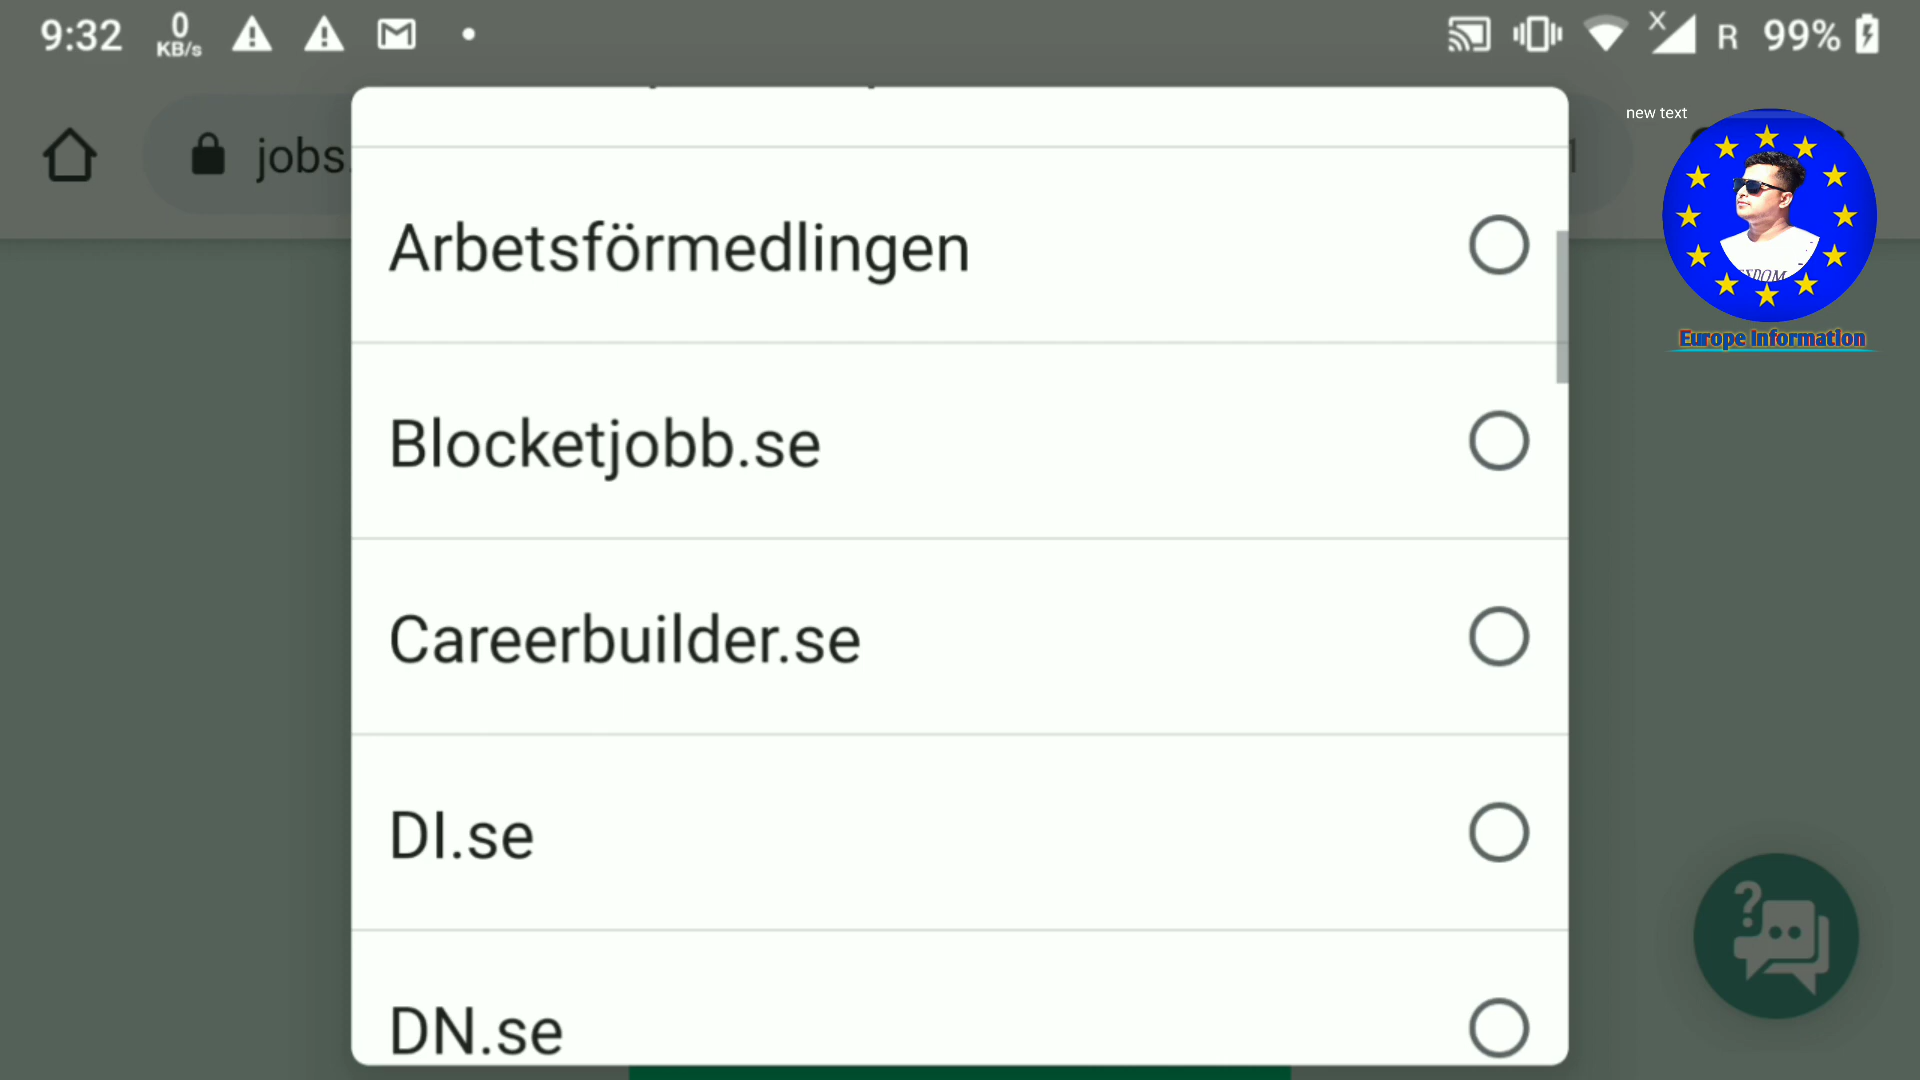 9:32
0
KB/s
X
R
99%
new text
jobs.
Arbetsförmedlingen
Blocketjobb.se
Careerbuilder.se
DI.se
DN.se
Europe Information